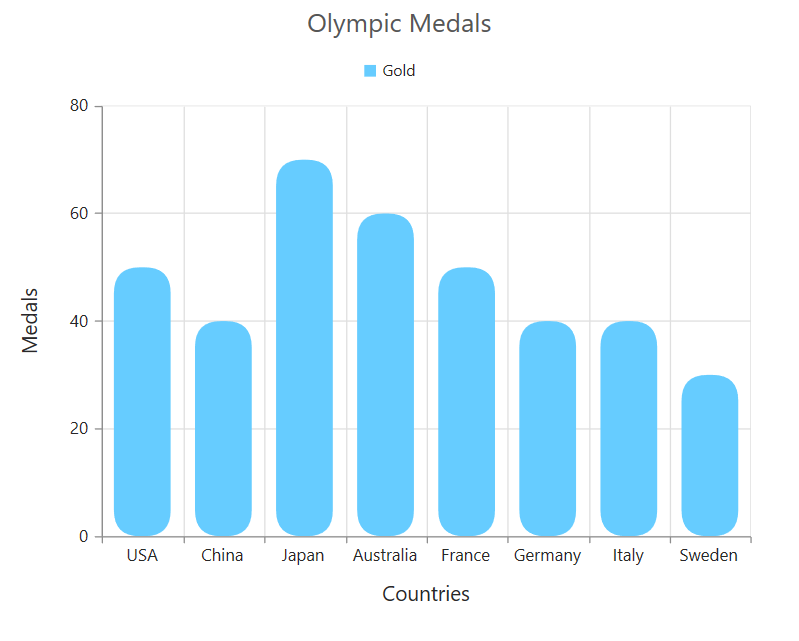 Olympic Medals
Gold
80
60
40
20
0
Medals
USA China Japan Australia France Germany Italy Sweden
Countries